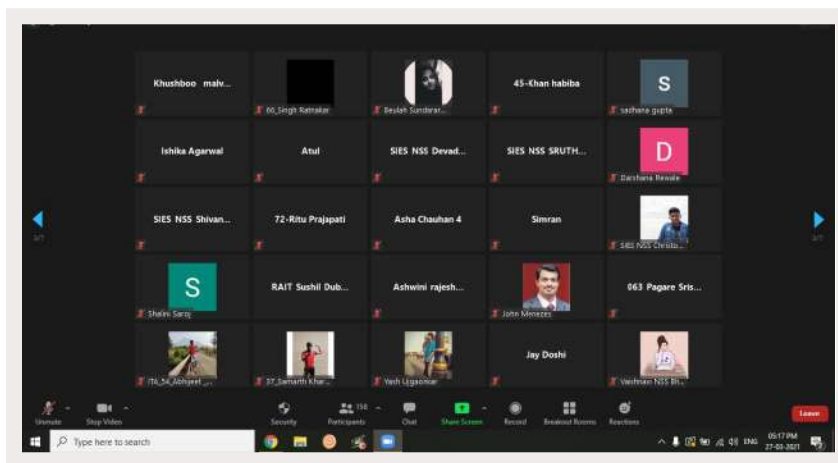 Khushboo malv...
66_Singh Ratnakar
Beulah Sundarar...
45-Khan habiba
S
sadhana gupta
Ishika Agarwal
Atul
SIES NSS Devad...
SIES NSS SRUTH...
D
Darshana Rewale
SIES NSS Shivan...
72-Ritu Prajapati
Asha Chauhan 4
Simran
SIES NSS Christo...
S
Shalini Saroj
RAIT Sushil Dub...
Ashwini rajesh...
John Menezes
063 Pagare Sris...
ITA_54_Abhijeet_...
37_Samarth Khar...
Yash Ugaonkar
Jay Doshi
Vaishnavi NSS Bh...
Unmute
Stop Video
Security
Participants
158
Chat
Share Screen
Record
Breakout Rooms
Reactions
Leave
Type here to search
ENG
05:17 PM
27-03-2021